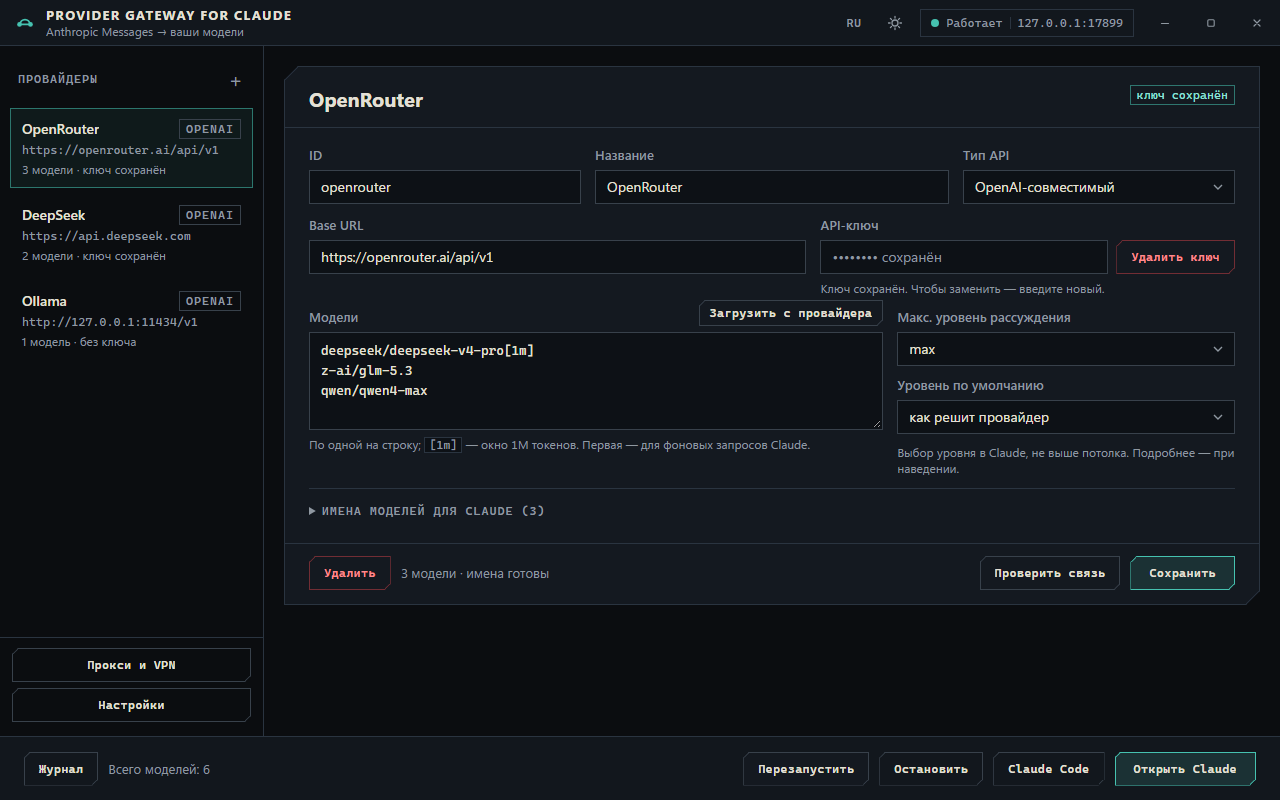 PROVIDER GATEWAY FOR CLAUDE
Anthropic Messages → ваши модели
RU
Работает
127.0.0.1:17899
ПРОВАЙДЕРЫ
+
OpenRouter
OPENAI
https://openrouter.ai/api/v1
3 модели · ключ сохранён
DeepSeek
OPENAI
https://api.deepseek.com
2 модели · ключ сохранён
Ollama
OPENAI
http://127.0.0.1:11434/v1
1 модель · без ключа
Прокси и VPN
Настройки
OpenRouter
ключ сохранён
ID
Название
Тип API
openrouter
OpenRouter
OpenAI-совместимый
Base URL
API-ключ
https://openrouter.ai/api/v1
•••••••• сохранён
Удалить ключ
Ключ сохранён. Чтобы заменить — введите новый.
Модели
Загрузить с провайдера
deepseek/deepseek-v4-pro[1m]
z-ai/glm-5.3
qwen/qwen4-max
По одной на строку; [1m] — окно 1M токенов. Первая — для фоновых запросов Claude.
Макс. уровень рассуждения
max
Уровень по умолчанию
как решит провайдер
Выбор уровня в Claude, не выше потолка. Подробнее — при
наведении.
ИМЕНА МОДЕЛЕЙ ДЛЯ CLAUDE (3)
Удалить
3 модели · имена готовы
Проверить связь
Сохранить
Журнал
Всего моделей: 6
Перезапустить
Остановить
Claude Code
Открыть Claude